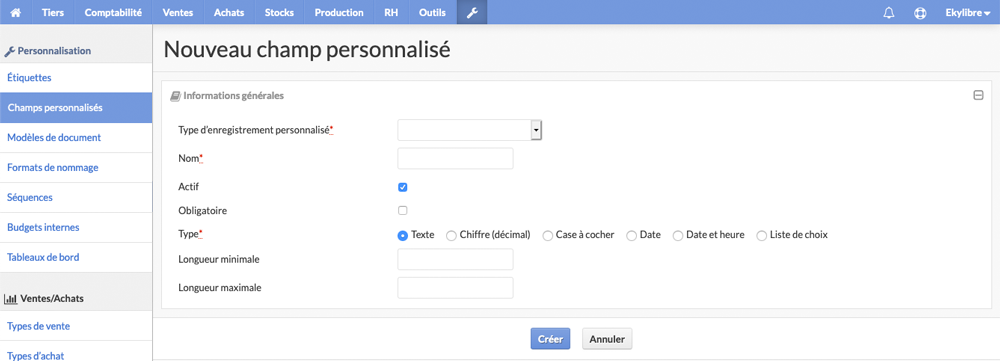 Tiers Comptabilité Ventes Achats Stocks Production RH Outils Ekylibre
Personnalisation
Étiquettes
Champs personnalisés
Modèles de document
Formats de nommage
Séquences
Budgets internes
Tableaux de bord
Ventes/Achats
Types de vente
Types d'achat
Nouveau champ personnalisé
Informations générales
Type d'enregistrement personnalisé*
Nom*
Actif
Obligatoire
Type* Texte Chiffre (décimal) Case à cocher Date Date et heure Liste de choix
Longueur minimale
Longueur maximale
Créer Annuler